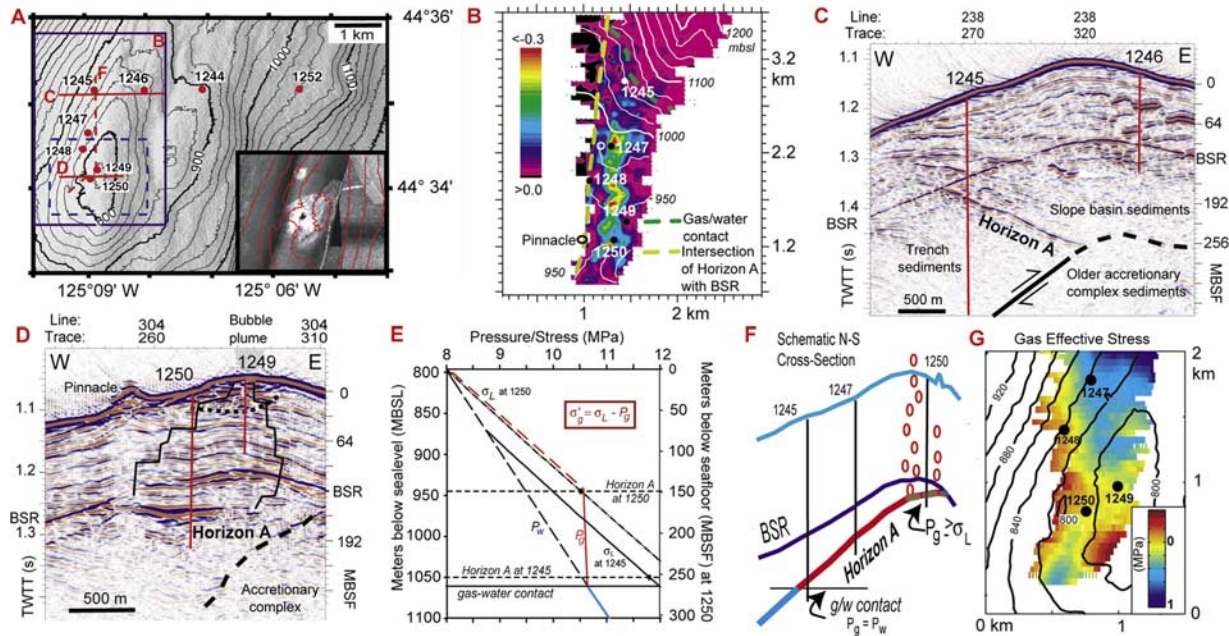 A
44° 36'
1 km
B
F
1245
1246
1244
1252
C
1247
1248
D
1249
1250
900
1000
900
44° 34'
125°09' W
125° 06' W
B
<-0.3
>0.0
1200
mbsl
3.2
km
1100
1245
1000
2.2
1247
1248
950
1249
Gas/water
contact
Pinnacle
1250
1.2
Intersection
of Horizon A
with BSR
950
1
2 km
C
Line:
238
238
Trace:
270
320
W
E
1.1
1245
1246
0
1.2
64
1.3
BSR
1.4
192
BSR
Slope basin sediments
Horizon A
256
Trench
sediments
Older accretionary
complex sediments
TWTT (s)
MBSF
500 m
D
Line:
304
Bubble
304
Trace:
260
plume
310
W
E
Pinnacle
1250
1249
0
1.1
64
1.2
BSR
BSR
1.3
Horizon A
192
TWTT (s)
MBSF
Accretionary
complex
500 m
E
Pressure/Stress (MPa)
8
9
10
11
12
800
0
850
50
900
100
950
150
1000
200
1050
250
1100
300
σL at 1250
σ'g = σL - Pg
Horizon A
at 1250
Pw
Pg
σL
at 1245
Horizon A at 1245
gas-water contact
Meters below sealevel (MBSL)
Meters below seafloor (MBSF) at 1250
F
Schematic N-S
Cross-Section
1250
1247
1245
BSR
Horizon A
Pg ≥ σL
g/w contact
Pg = Pw
G
Gas Effective Stress
2
km
920
1247
880
1248
1
1250
1249
800
800
840
0
(MPa)
1
0
0 km
1